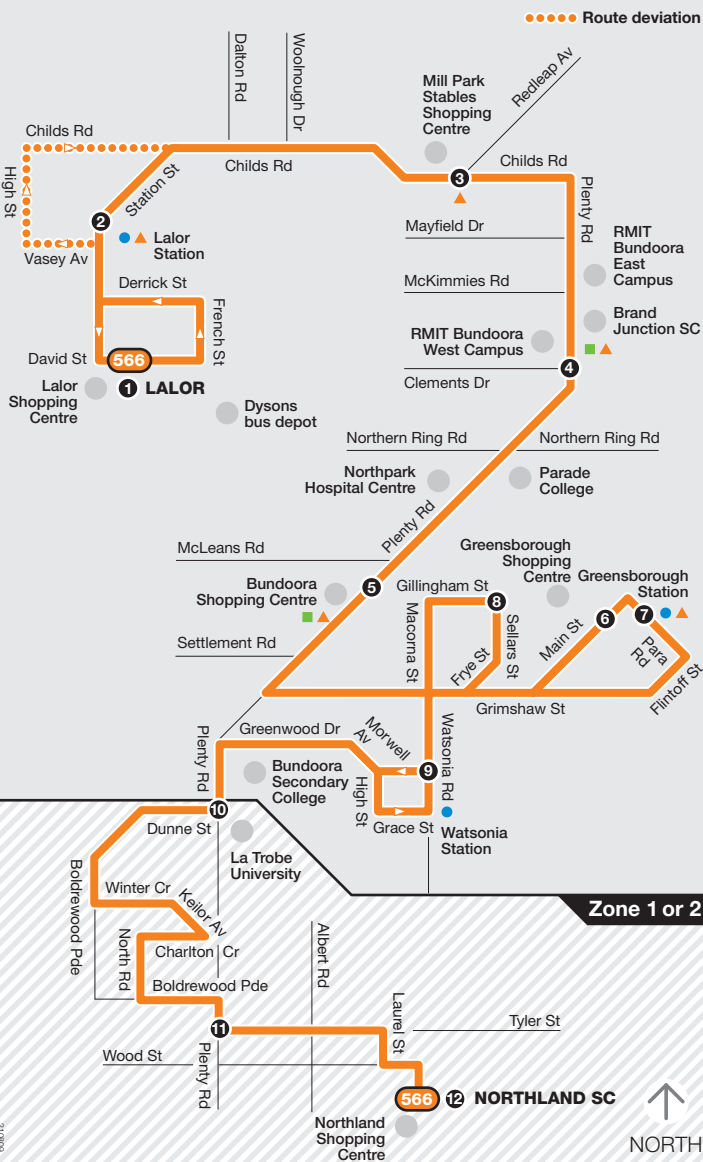 Route deviation
Dalton Rd
Woolnough Dr
Redleap Av
Mill Park
Stables
Shopping
Centre
Childs Rd
Childs Rd
Childs Rd
High St
Station St
3
Plenty Rd
2
Lalor
Station
Vasey Av
Mayfield Dr
RMIT
Bundoora
East
Campus
McKimmies Rd
Derrick St
French St
Brand
Junction SC
RMIT Bundoora
West Campus
David St
566
4
Clements Dr
Lalor
Shopping
Centre
1 LALOR
Dysons
bus depot
Northern Ring Rd
Northern Ring Rd
Northpark
Hospital Centre
Parade
College
Plenty Rd
McLeans Rd
Greensborough
Shopping
Centre
Greensborough
Station
Bundoora
Shopping Centre
5
Gillingham St
8
Macorna St
Sellars St
Frye St
Main St
6
7
Para
Rd
Flintoff St
Settlement Rd
Grimshaw St
Plenty Rd
Greenwood Dr
Morwell
Av
Watsonia Rd
9
Bundoora
Secondary
College
High St
Grace St
Watsonia
Station
10
Dunne St
La Trobe
University
Boldrewood Pde
Winter Cr
Keilor Av
Zone 1 or 2
North Rd
Charlton Cr
Albert Rd
Boldrewood Pde
Laurel St
Tyler St
11
Wood St
Plenty Rd
566
12 NORTHLAND SC
Northland
Shopping
Centre
NORTH